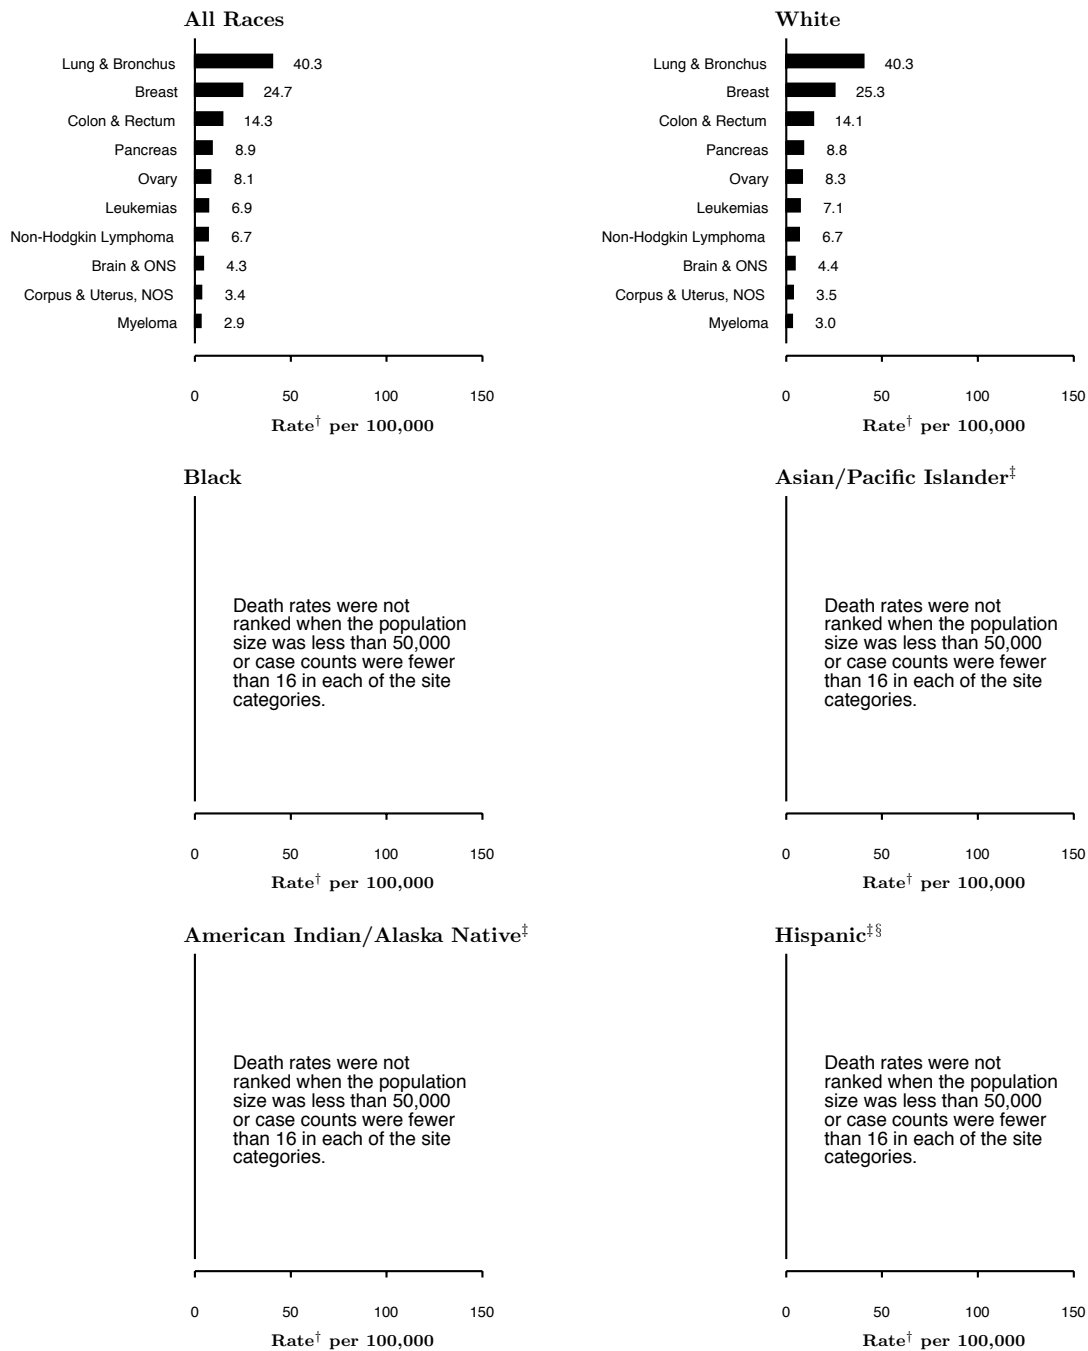 All Races
Lung & Bronchus 40.3
Breast 24.7
Colon & Rectum 14.3
Pancreas 8.9
Ovary 8.1
Leukemias 6.9
Non-Hodgkin Lymphoma 6.7
Brain & ONS 4.3
Corpus & Uterus, NOS 3.4
Myeloma 2.9
0 50 100 150
Rate† per 100,000
White
Lung & Bronchus 40.3
Breast 25.3
Colon & Rectum 14.1
Pancreas 8.8
Ovary 8.3
Leukemias 7.1
Non-Hodgkin Lymphoma 6.7
Brain & ONS 4.4
Corpus & Uterus, NOS 3.5
Myeloma 3.0
0 50 100 150
Rate† per 100,000
Black
Death rates were not
ranked when the population
size was less than 50,000
or case counts were fewer
than 16 in each of the site
categories.
0 50 100 150
Rate† per 100,000
Asian/Pacific Islander‡
Death rates were not
ranked when the population
size was less than 50,000
or case counts were fewer
than 16 in each of the site
categories.
0 50 100 150
Rate† per 100,000
American Indian/Alaska Native‡
Death rates were not
ranked when the population
size was less than 50,000
or case counts were fewer
than 16 in each of the site
categories.
0 50 100 150
Rate† per 100,000
Hispanic‡§
Death rates were not
ranked when the population
size was less than 50,000
or case counts were fewer
than 16 in each of the site
categories.
0 50 100 150
Rate† per 100,000